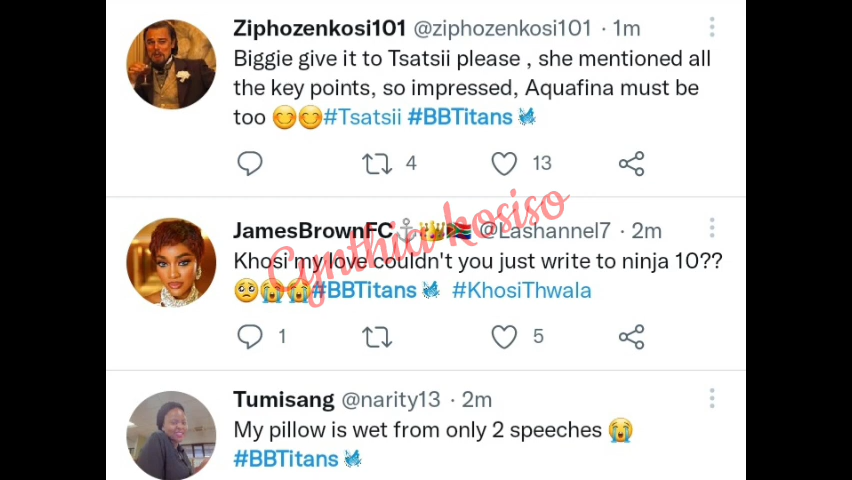 Ziphozenkosi101 @ziphozenkosi101 · 1m
Biggie give it to Tsatsii please , she mentioned all
the key points, so impressed, Aquafina must be
too 😊😊#Tsatsii #BBTitans
4 13
JamesBrownFC⚓👑🇿🇦 @Lashannel7 · 2m
Cynthia kosiso
Khosi my love couldn't you just write to ninja 10??
🥺😭😭#BBTitans #KhosiThwala
1 5
Tumisang @narity13 · 2m
My pillow is wet from only 2 speeches 😭
#BBTitans